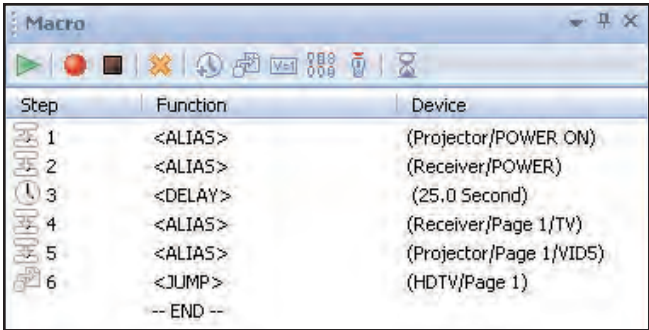 Macro
V=1
Step Function Device
1 <ALIAS> (Projector/POWER ON)
2 <ALIAS> (Receiver/POWER)
3 <DELAY> (25.0 Second)
4 <ALIAS> (Receiver/Page 1/TV)
5 <ALIAS> (Projector/Page 1/VID5)
6 <JUMP> (HDTV/Page 1)
-- END --